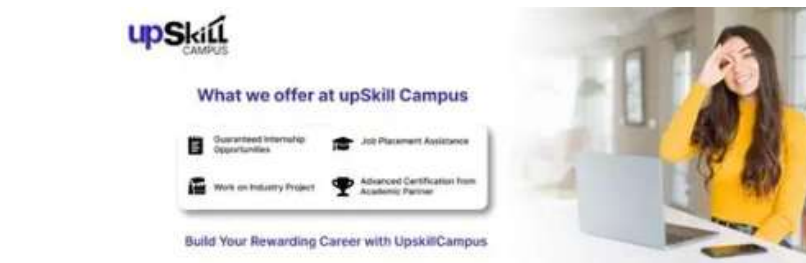 upSkill
CAMPUS
What we offer at upSkill Campus
Guaranteed Internship
Opportunities
Job Placement Assistance
Work on Industry Project
Advanced Certification from
Academic Partner
Build Your Rewarding Career with UpskillCampus